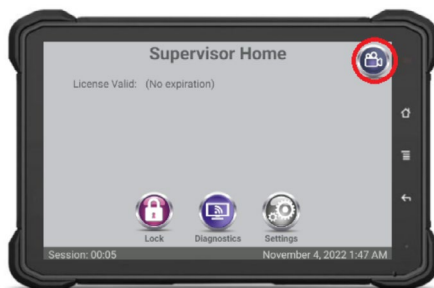 Supervisor Home
License Valid: (No expiration)
Lock Diagnostics Settings
Session: 00:05 November 4, 2022 1:47 AM